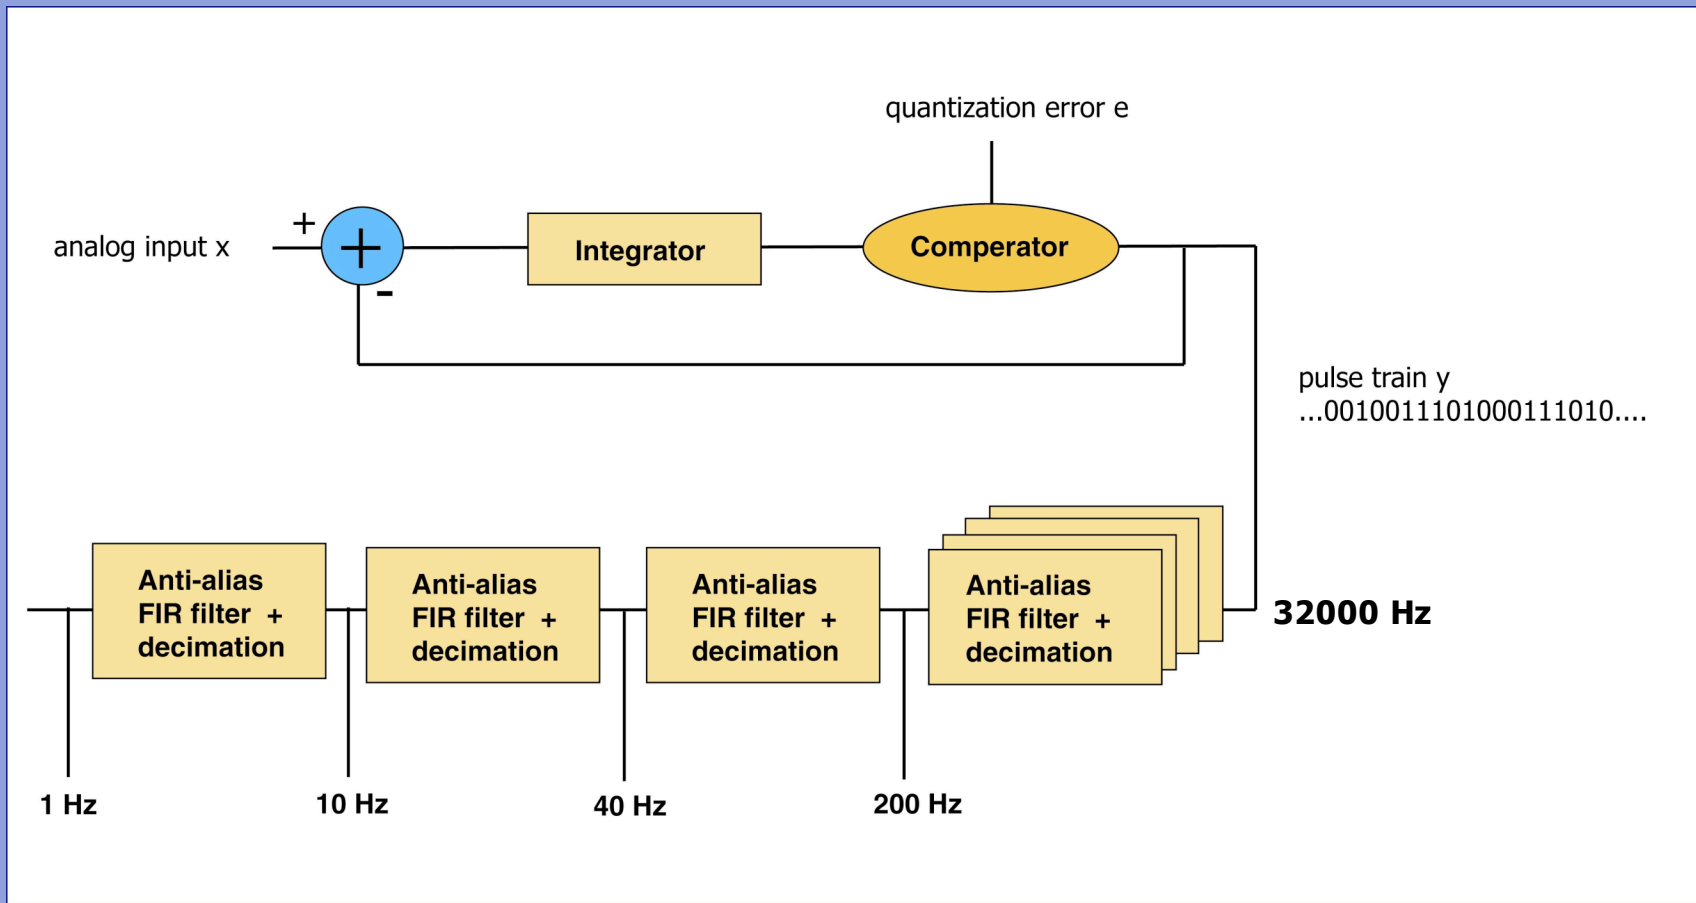 quantization error e
analog input x
+
+
-
Integrator
Comperator
pulse train y
...0010011101000111010....
Anti-alias
FIR filter +
decimation
Anti-alias
FIR filter +
decimation
Anti-alias
FIR filter +
decimation
Anti-alias
FIR filter +
decimation
32000 Hz
1 Hz
10 Hz
40 Hz
200 Hz